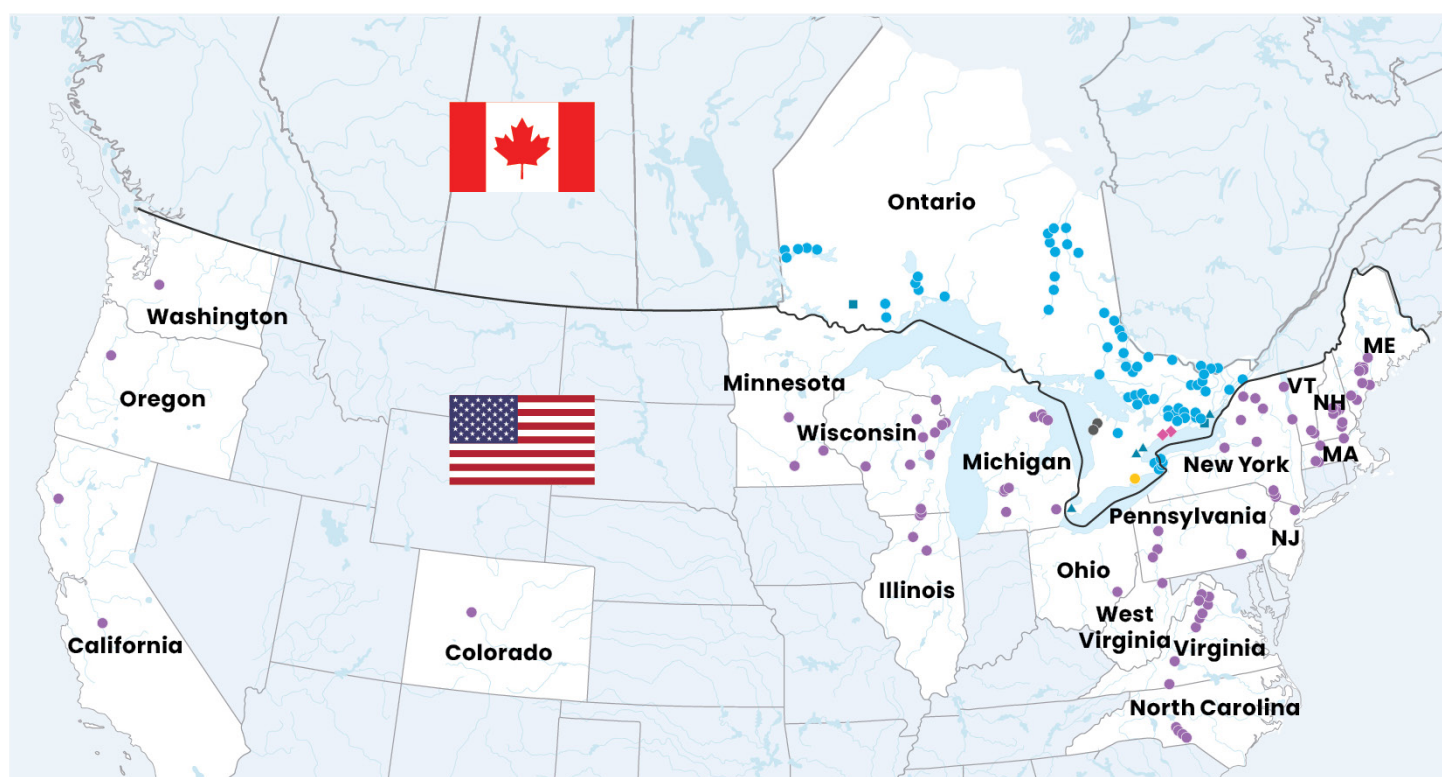 Ontario
Washington
ME
Minnesota
VT
Oregon
NH
Wisconsin
MA
Michigan
New York
Pennsylvania
NJ
Ohio
Illinois
West
Virginia
Virginia
California
Colorado
North Carolina